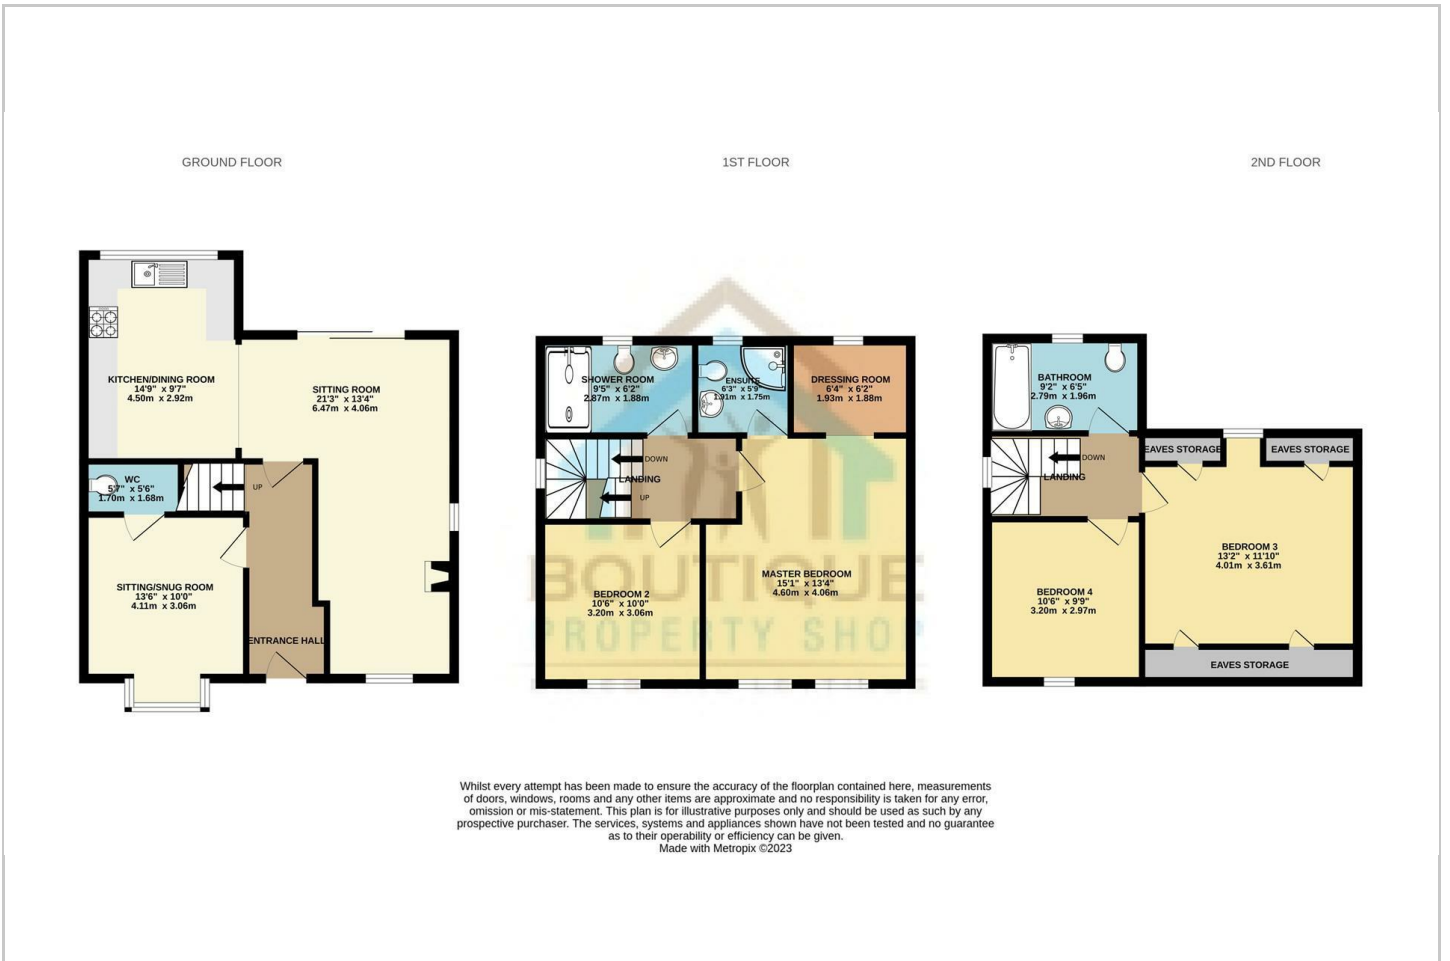 GROUND FLOOR
1ST FLOOR
2ND FLOOR
KITCHEN/DINING ROOM
14'9" x 9'7"
4.50m x 2.92m
SITTING ROOM
21'3" x 13'4"
6.47m x 4.06m
WC
5'7" x 5'6"
1.70m x 1.68m
UP
SITTING/SNUG ROOM
13'6" x 10'0"
4.11m x 3.06m
ENTRANCE HALL
SHOWER ROOM
9'5" x 6'2"
2.87m x 1.88m
ENSUITE
6'3" x 5'9"
1.91m x 1.75m
DRESSING ROOM
6'4" x 6'2"
1.93m x 1.88m
DOWN
LANDING
UP
MASTER BEDROOM
15'1" x 13'4"
4.60m x 4.06m
BEDROOM 2
10'6" x 10'0"
3.20m x 3.06m
BOUTIQUE
PROPERTY SHOP
BATHROOM
9'2" x 6'5"
2.79m x 1.96m
EAVES STORAGE
EAVES STORAGE
DOWN
LANDING
BEDROOM 3
13'2" x 11'10"
4.01m x 3.61m
BEDROOM 4
10'6" x 9'9"
3.20m x 2.97m
EAVES STORAGE
Whilst every attempt has been made to ensure the accuracy of the floorplan contained here, measurements
of doors, windows, rooms and any other items are approximate and no responsibility is taken for any error,
omission or mis-statement. This plan is for illustrative purposes only and should be used as such by any
prospective purchaser. The services, systems and appliances shown have not been tested and no guarantee
as to their operability or efficiency can be given.
Made with Metropix ©2023